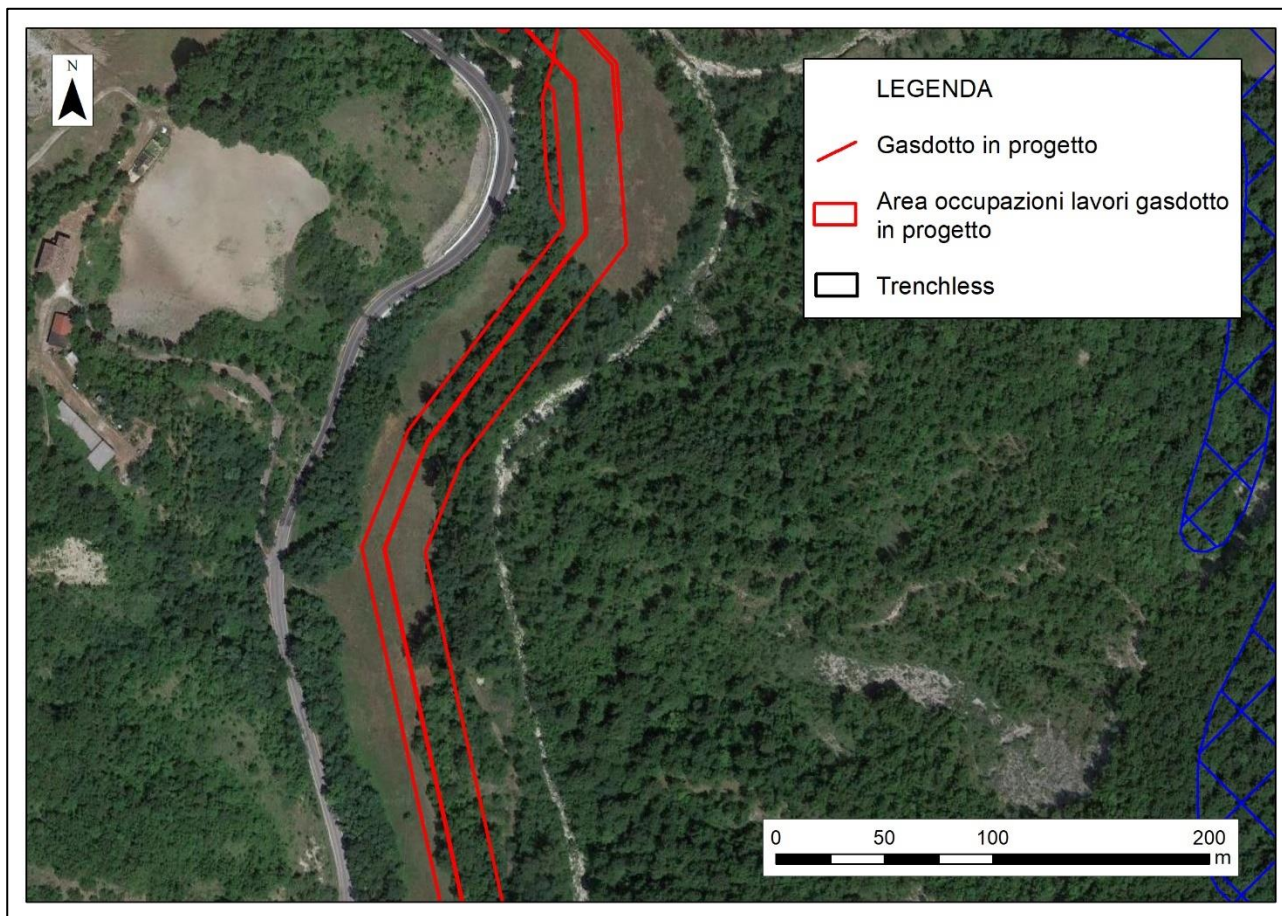 N
LEGENDA
Gasdotto in progetto
Area occupazioni lavori gasdotto
in progetto
Trenchless
0 50 100 200
m